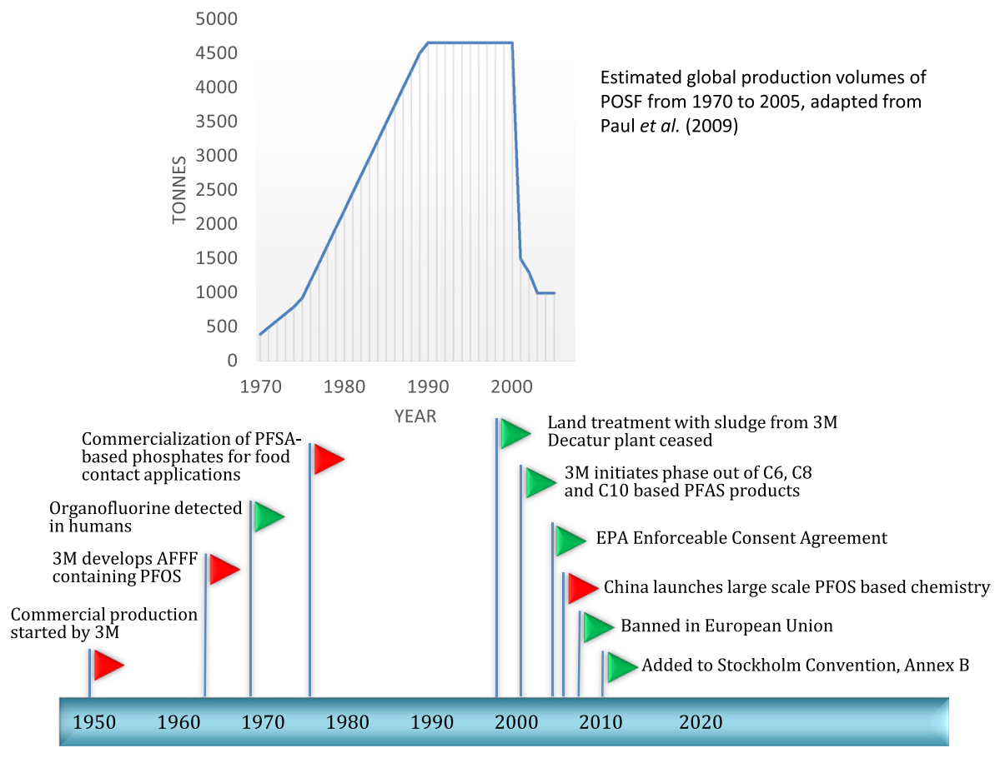 5000
4500
4000
3500
3000
2500
2000
1500
1000
500
0
TONNES
1970 1980 1990 2000
YEAR
Estimated global production volumes of
POSF from 1970 to 2005, adapted from
Paul et al. (2009)
Commercialization of PFSA-
based phosphates for food
contact applications
Organofluorine detected
in humans
3M develops AFFF
containing PFOS
Commercial production
started by 3M
Land treatment with sludge from 3M
Decatur plant ceased
3M initiates phase out of C6, C8
and C10 based PFAS products
EPA Enforceable Consent Agreement
China launches large scale PFOS based chemistry
Banned in European Union
Added to Stockholm Convention, Annex B
1950 1960 1970 1980 1990 2000 2010 2020